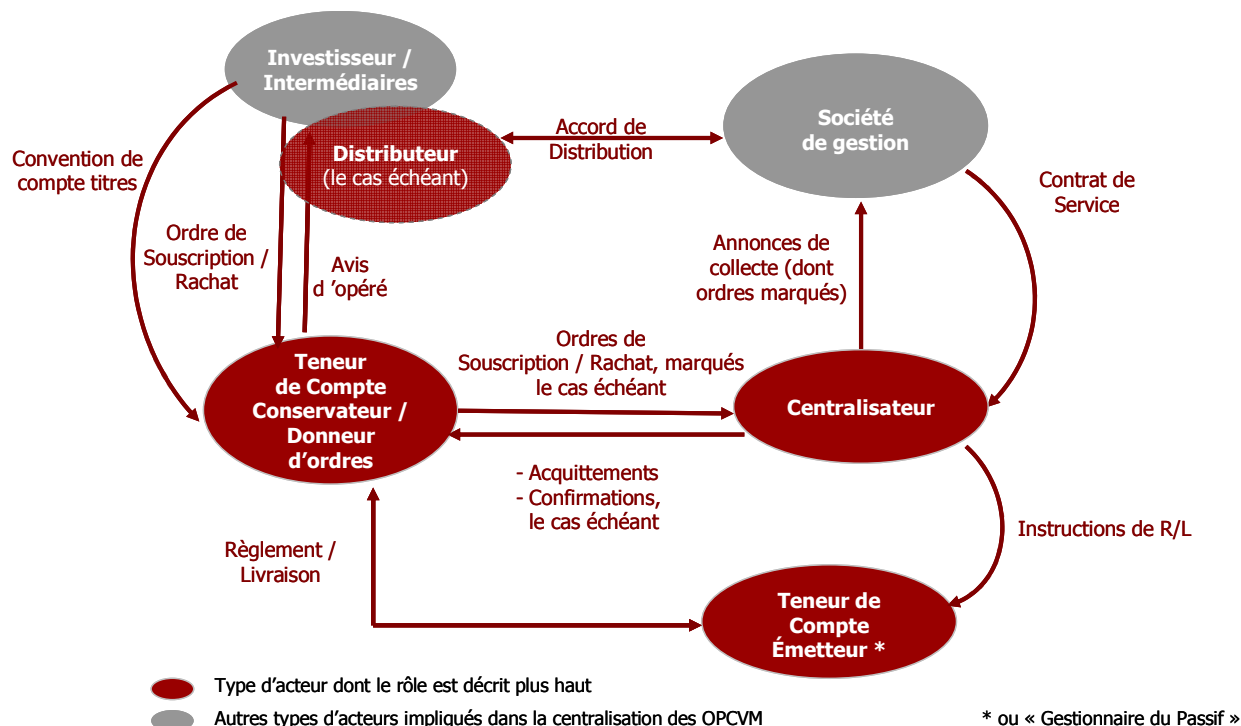 Investisseur /
Intermédiaires
Distributeur
(le cas échéant)
Accord de
Distribution
Société
de gestion
Convention de
compte titres
Contrat de
Service
Ordre de
Souscription /
Rachat
Avis
d ’opéré
Annonces de
collecte (dont
ordres marqués)
Teneur
de Compte
Conservateur /
Donneur
d’ordres
Ordres de
Souscription / Rachat, marqués
le cas échéant
Centralisateur
- Acquittements
- Confirmations,
le cas échéant
Règlement /
Livraison
Instructions de R/L
Teneur de
Compte
Émetteur *
Type d’acteur dont le rôle est décrit plus haut
Autres types d’acteurs impliqués dans la centralisation des OPCVM
* ou « Gestionnaire du Passif »